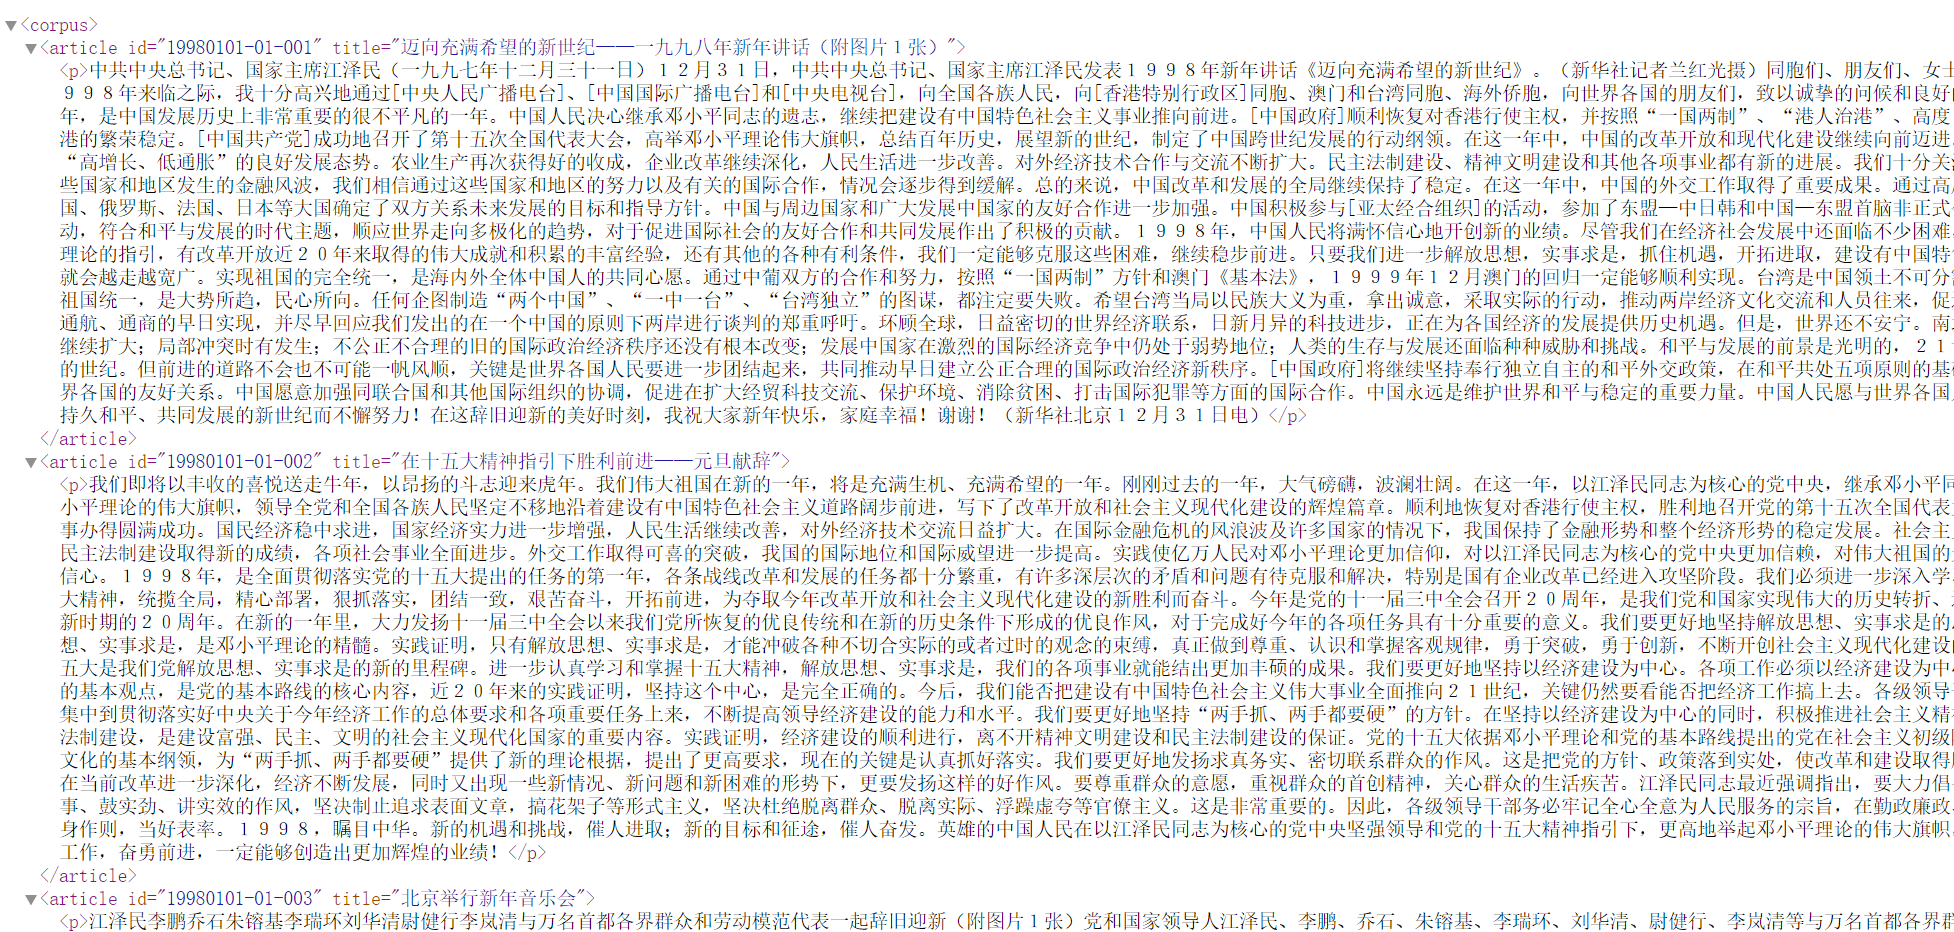 ▼<corpus>
▼<article id="19980101-01-001" title="迈向充满希望的新世纪——一九九八年新年讲话（附图片１张）">
<p>中共中央总书记、国家主席江泽民（一九九七年十二月三十一日）１２月３１日，中共中央总书记、国家主席江泽民发表１９９８年新年讲话《迈向充满希望的新世纪》。（新华社记者兰红光摄）同胞们、朋友们、女士
９９８年来临之际，我十分高兴地通过[中央人民广播电台]、[中国国际广播电台]和[中央电视台]，向全国各族人民，向[香港特别行政区]同胞、澳门和台湾同胞、海外侨胞，向世界各国的朋友们，致以诚挚的问候和良好的
年，是中国发展历史上非常重要的很不平凡的一年。中国人民决心继承邓小平同志的遗志，继续把建设有中国特色社会主义事业推向前进。[中国政府]顺利恢复对香港行使主权，并按照“一国两制”、“港人治港”、高度
港的繁荣稳定。[中国共产党]成功地召开了第十五次全国代表大会，高举邓小平理论伟大旗帜，总结百年历史，展望新的世纪，制定了中国跨世纪发展的行动纲领。在这一年中，中国的改革开放和现代化建设继续向前迈进。
“高增长、低通胀”的良好发展态势。农业生产再次获得好的收成，企业改革继续深化，人民生活进一步改善。对外经济技术合作与交流不断扩大。民主法制建设、精神文明建设和其他各项事业都有新的进展。我们十分关
些国家和地区发生的金融风波，我们相信通过这些国家和地区的努力以及有关的国际合作，情况会逐步得到缓解。总的来说，中国改革和发展的全局继续保持了稳定。在这一年中，中国的外交工作取得了重要成果。通过高
国、俄罗斯、法国、日本等大国确定了双方关系未来发展的目标和指导方针。中国与周边国家和广大发展中国家的友好合作进一步加强。中国积极参与[亚太经合组织]的活动，参加了东盟—中日韩和中国—东盟首脑非正式
动，符合和平与发展的时代主题，顺应世界走向多极化的趋势，对于促进国际社会的友好合作和共同发展作出了积极的贡献。１９９８年，中国人民将满怀信心地开创新的业绩。尽管我们在经济社会发展中还面临不少困难，
理论的指引，有改革开放近２０年来取得的伟大成就和积累的丰富经验，还有其他的各种有利条件，我们一定能够克服这些困难，继续稳步前进。只要我们进一步解放思想，实事求是，抓住机遇，开拓进取，建设有中国特
就会越走越宽广。实现祖国的完全统一，是海内外全体中国人的共同心愿。通过中葡双方的合作和努力，按照“一国两制”方针和澳门《基本法》，１９９９年１２月澳门的回归一定能够顺利实现。台湾是中国领土不可分
祖国统一，是大势所趋，民心所向。任何企图制造“两个中国”、“一中一台”、“台湾独立”的图谋，都注定要失败。希望台湾当局以民族大义为重，拿出诚意，采取实际的行动，推动两岸经济文化交流和人员往来，促
通航、通商的早日实现，并尽早回应我们发出的在一个中国的原则下两岸进行谈判的郑重呼吁。环顾全球，日益密切的世界经济联系，日新月异的科技进步，正在为各国经济的发展提供历史机遇。但是，世界还不安宁。南
继续扩大；局部冲突时有发生；不公正不合理的旧的国际政治经济秩序还没有根本改变；发展中国家在激烈的国际经济竞争中仍处于弱势地位；人类的生存与发展还面临种种威胁和挑战。和平与发展的前景是光明的，２１
的世纪。但前进的道路不会也不可能一帆风顺，关键是世界各国人民要进一步团结起来，共同推动早日建立公正合理的国际政治经济新秩序。[中国政府]将继续坚持奉行独立自主的和平外交政策，在和平共处五项原则的基
界各国的友好关系。中国愿意加强同联合国和其他国际组织的协调，促进在扩大经贸科技交流、保护环境、消除贫困、打击国际犯罪等方面的国际合作。中国永远是维护世界和平与稳定的重要力量。中国人民愿与世界各国
持久和平、共同发展的新世纪而不懈努力！在这辞旧迎新的美好时刻，我祝大家新年快乐，家庭幸福！谢谢！（新华社北京１２月３１日电）</p>
</article>
▼<article id="19980101-01-002" title="在十五大精神指引下胜利前进——元旦献辞">
<p>我们即将以丰收的喜悦送走牛年，以昂扬的斗志迎来虎年。我们伟大祖国在新的一年，将是充满生机、充满希望的一年。刚刚过去的一年，大气磅礴，波澜壮阔。在这一年，以江泽民同志为核心的党中央，继承邓小平同
小平理论的伟大旗帜，领导全党和全国各族人民坚定不移地沿着建设有中国特色社会主义道路阔步前进，写下了改革开放和社会主义现代化建设的辉煌篇章。顺利地恢复对香港行使主权，胜利地召开党的第十五次全国代表
事办得圆满成功。国民经济稳中求进，国家经济实力进一步增强，人民生活继续改善，对外经济技术交流日益扩大。在国际金融危机的风浪波及许多国家的情况下，我国保持了金融形势和整个经济形势的稳定发展。社会主
民主法制建设取得新的成绩，各项社会事业全面进步。外交工作取得可喜的突破，我国的国际地位和国际威望进一步提高。实践使亿万人民对邓小平理论更加信仰，对以江泽民同志为核心的党中央更加信赖，对伟大祖国的
信心。１９９８年，是全面贯彻落实党的十五大提出的任务的第一年，各条战线改革和发展的任务都十分繁重，有许多深层次的矛盾和问题有待克服和解决，特别是国有企业改革已经进入攻坚阶段。我们必须进一步深入学
大精神，统揽全局，精心部署，狠抓落实，团结一致，艰苦奋斗，开拓前进，为夺取今年改革开放和社会主义现代化建设的新胜利而奋斗。今年是党的十一届三中全会召开２０周年，是我们党和国家实现伟大的历史转折、
新时期的２０周年。在新的一年里，大力发扬十一届三中全会以来我们党所恢复的优良传统和在新的历史条件下形成的优良作风，对于完成好今年的各项任务具有十分重要的意义。我们要更好地坚持解放思想、实事求是的
想、实事求是，是邓小平理论的精髓。实践证明，只有解放思想、实事求是，才能冲破各种不切合实际的或者过时的观念的束缚，真正做到尊重、认识和掌握客观规律，勇于突破，勇于创新，不断开创社会主义现代化建设的
五大是我们党解放思想、实事求是的新的里程碑。进一步认真学习和掌握十五大精神，解放思想、实事求是，我们的各项事业就能结出更加丰硕的成果。我们要更好地坚持以经济建设为中心。各项工作必须以经济建设为中
的基本观点，是党的基本路线的核心内容，近２０年来的实践证明，坚持这个中心，是完全正确的。今后，我们能否把建设有中国特色社会主义伟大事业全面推向２１世纪，关键仍然要看能否把经济工作搞上去。各级领导
集中到贯彻落实好中央关于今年经济工作的总体要求和各项重要任务上来，不断提高领导经济建设的能力和水平。我们要更好地坚持“两手抓、两手都要硬”的方针。在坚持以经济建设为中心的同时，积极推进社会主义精
法制建设，是建设富强、民主、文明的社会主义现代化国家的重要内容。实践证明，经济建设的顺利进行，离不开精神文明建设和民主法制建设的保证。党的十五大依据邓小平理论和党的基本路线提出的党在社会主义初级
文化的基本纲领，为“两手抓、两手都要硬”提供了新的理论根据，提出了更高要求，现在的关键是认真抓好落实。我们要更好地发扬求真务实、密切联系群众的作风。这是把党的方针、政策落到实处，使改革和建设取得
在当前改革进一步深化，经济不断发展，同时又出现一些新情况、新问题和新困难的形势下，更要发扬这样的好作风。要尊重群众的意愿，重视群众的首创精神，关心群众的生活疾苦。江泽民同志最近强调指出，要大力倡
事、鼓实劲、讲实效的作风，坚决制止追求表面文章，搞花架子等形式主义，坚决杜绝脱离群众、脱离实际、浮躁虚夸等官僚主义。这是非常重要的。因此，各级领导干部务必牢记全心全意为人民服务的宗旨，在勤政廉政、
身作则，当好表率。１９９８，瞩目中华。新的机遇和挑战，催人进取；新的目标和征途，催人奋发。英雄的中国人民在以江泽民同志为核心的党中央坚强领导和党的十五大精神指引下，更高地举起邓小平理论的伟大旗帜，
工作，奋勇前进，一定能够创造出更加辉煌的业绩！</p>
</article>
▼<article id="19980101-01-003" title="北京举行新年音乐会">
<p>江泽民李鹏乔石朱镕基李瑞环刘华清尉健行李岚清与万名首都各界群众和劳动模范代表一起辞旧迎新（附图片１张）党和国家领导人江泽民、李鹏、乔石、朱镕基、李瑞环、刘华清、尉健行、李岚清等与万名首都各界群